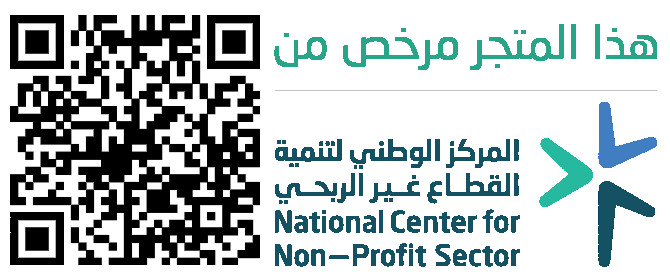 هذا المتجر مرخص من
المركز الوطني لتنمية
القطاع غير الربحي
National Center for
Non–Profit Sector